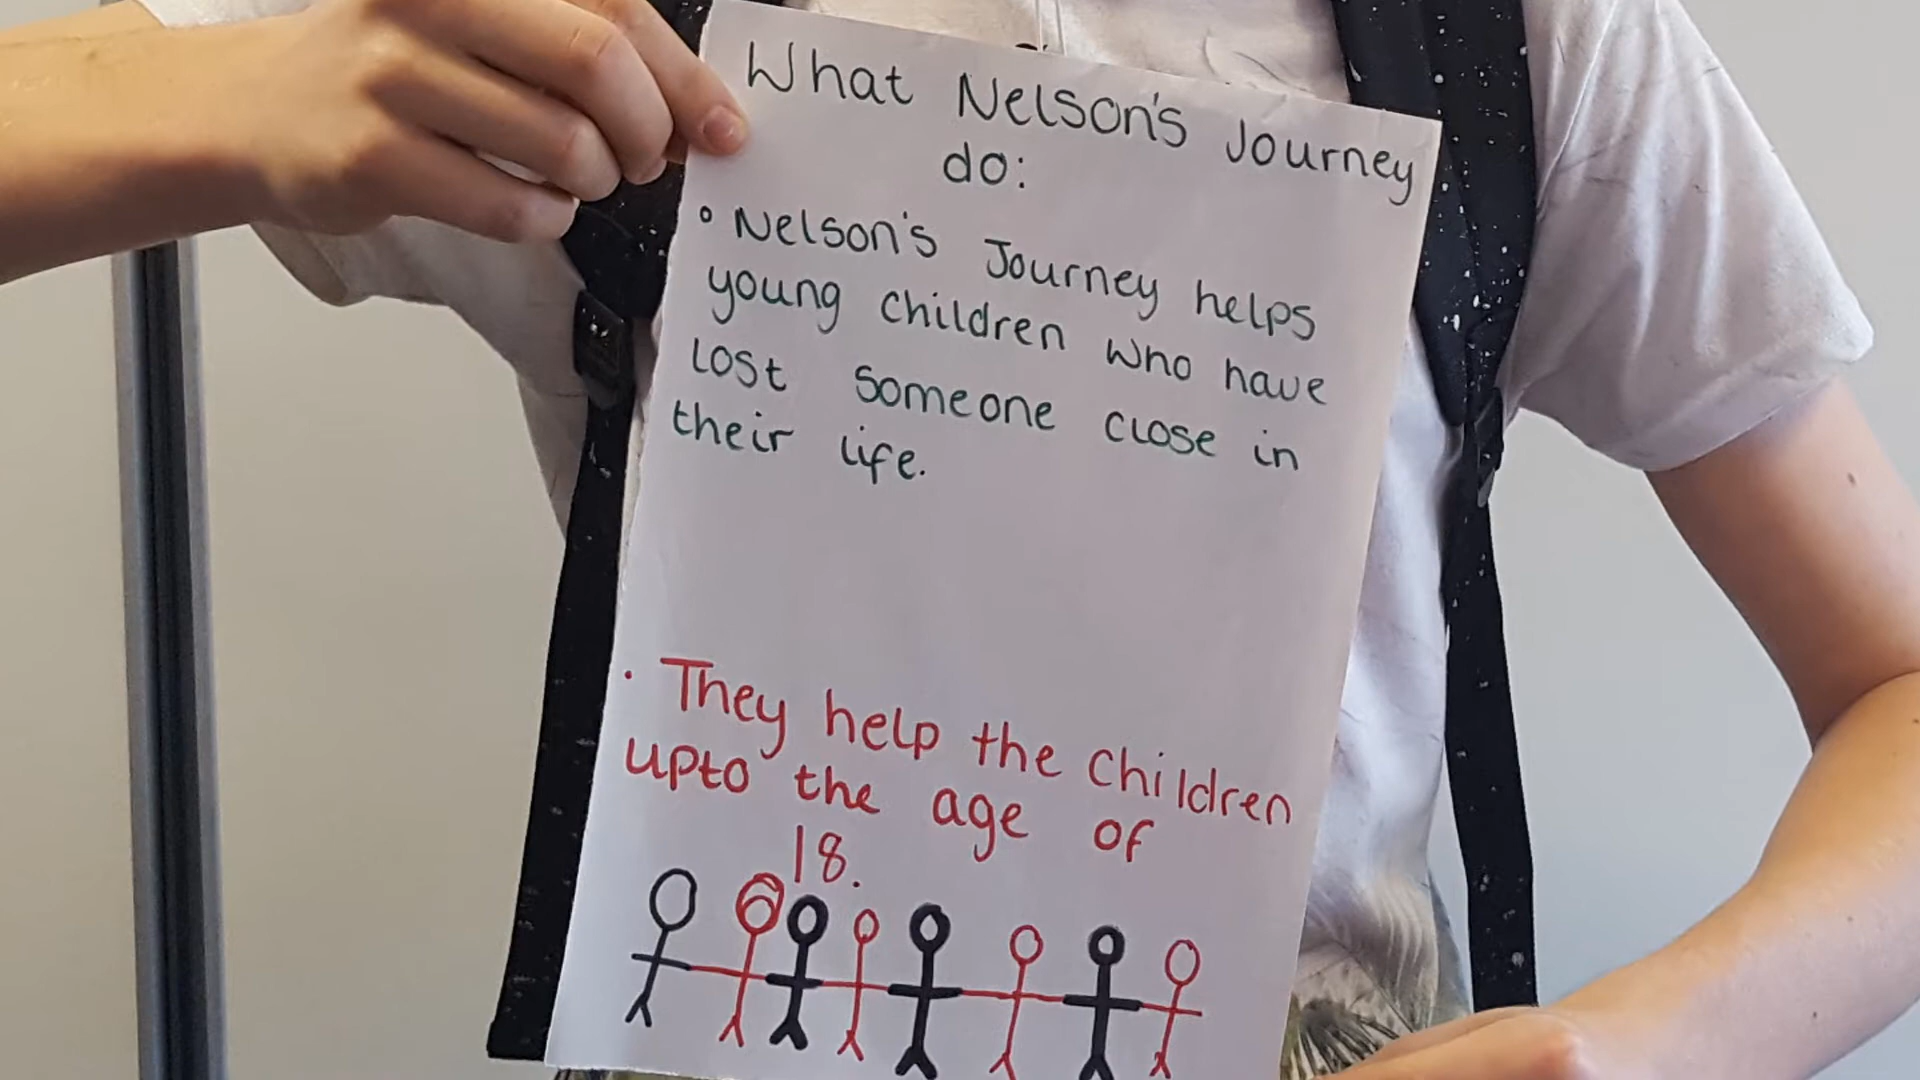 What Nelson's Journey
do:
° Nelson's Journey helps
young children who have
lost someone close in
their life.
· They help the children
upto the age of
18.